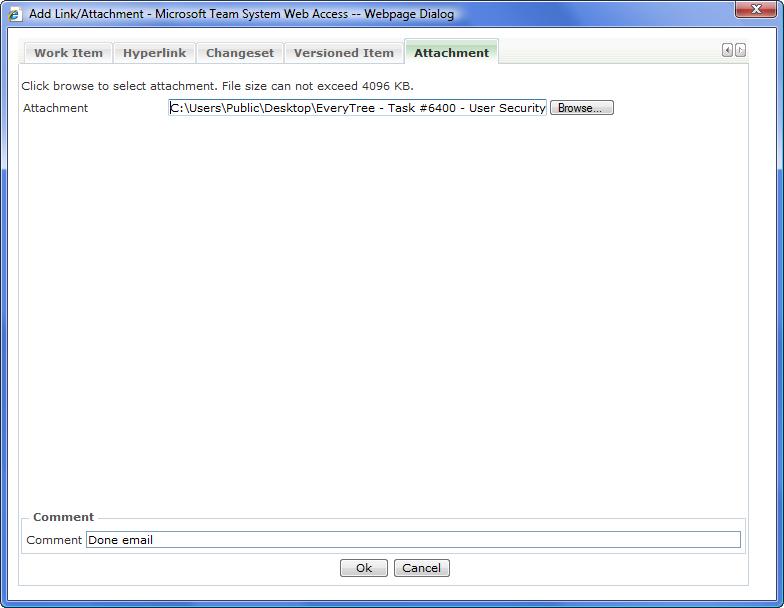 Add Link/Attachment - Microsoft Team System Web Access -- Webpage Dialog
Work Item Hyperlink Changeset Versioned Item Attachment
Click browse to select attachment. File size can not exceed 4096 KB.
Attachment C:\Users\Public\Desktop\EveryTree - Task #6400 - User Security Browse...
Comment
Comment Done email
Ok Cancel